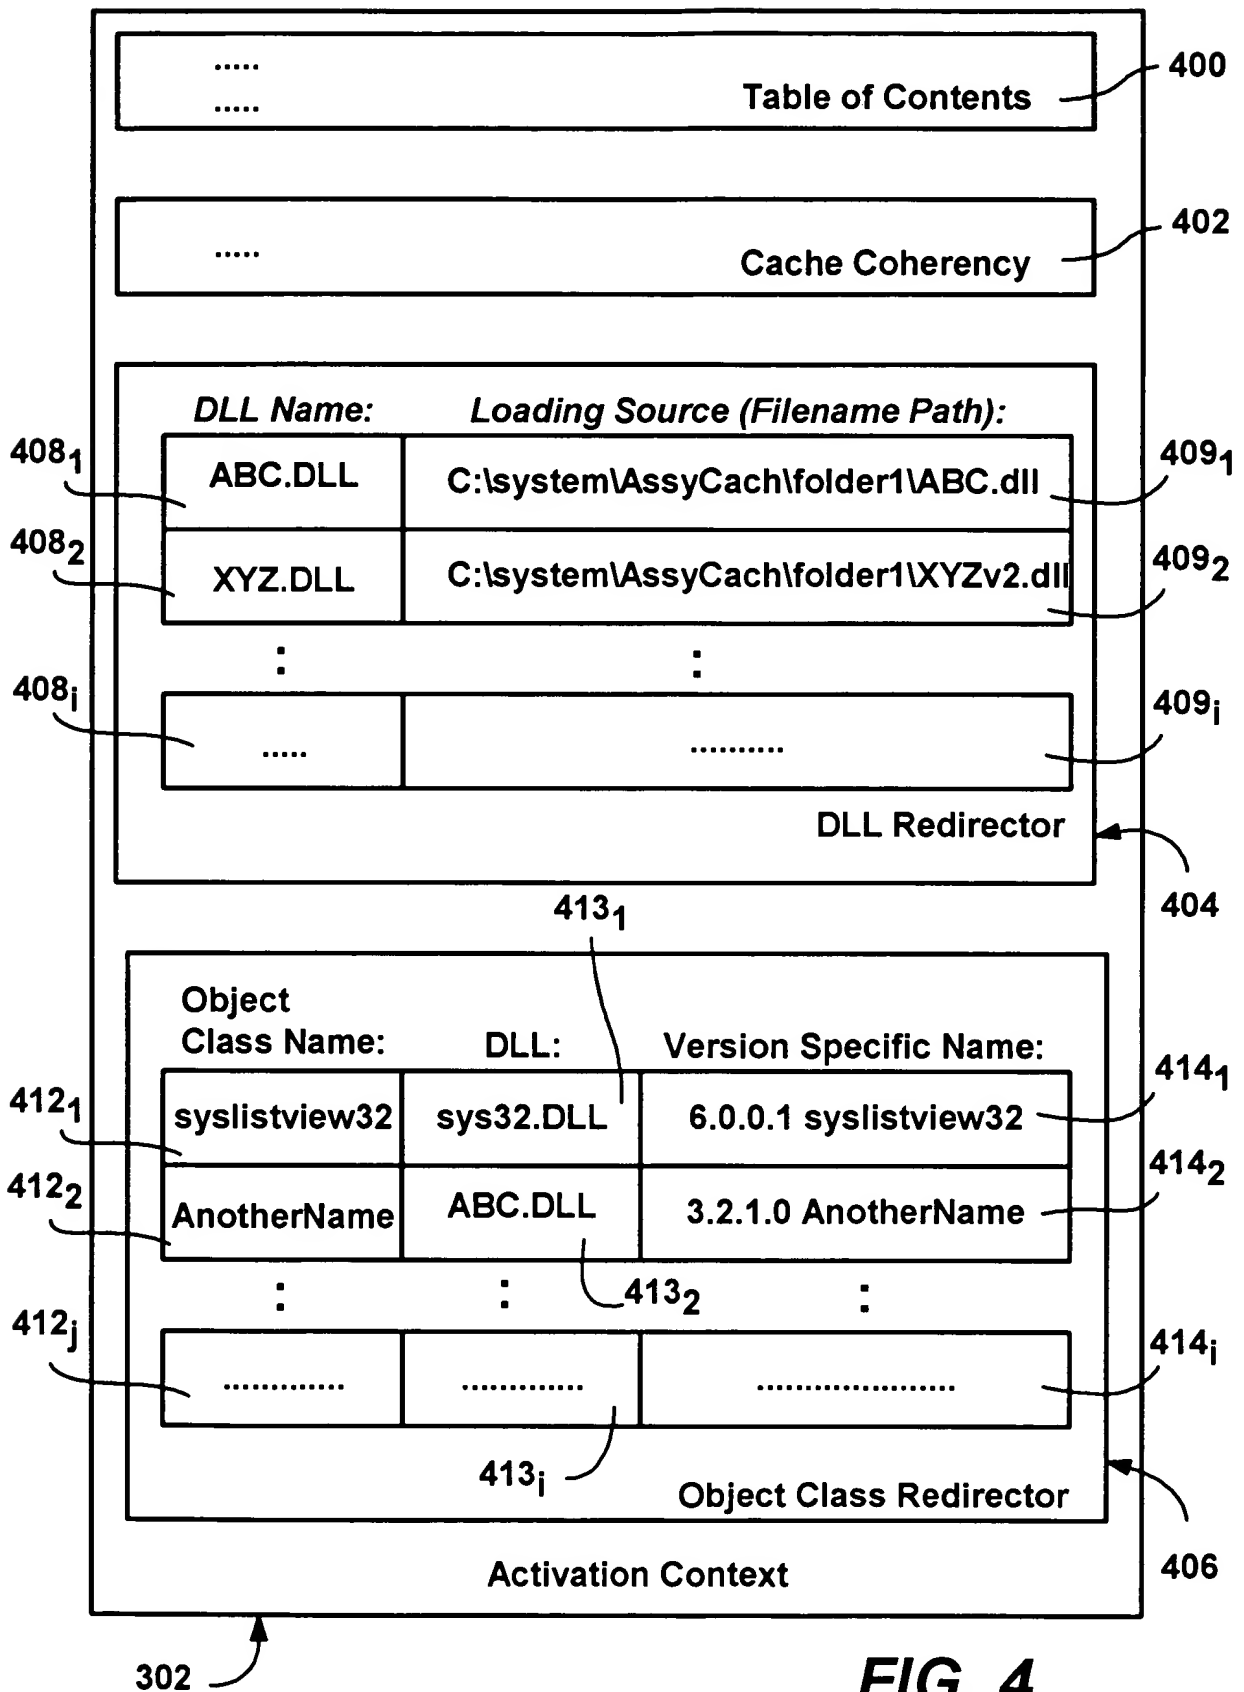 .....
400
.....
Table of Contents
402
.....
Cache Coherency
DLL Name: Loading Source (Filename Path):
408₁ ABC.DLL C:\system\AssyCach\folder1\ABC.dll 409₁
408₂ XYZ.DLL C:\system\AssyCach\folder1\XYZv2.dll 409₂
: :
408i ..... .......... 409i
DLL Redirector
404
413₁
Object
Class Name: DLL: Version Specific Name:
412₁ syslistview32 sys32.DLL 6.0.0.1 syslistview32 414₁
412₂ AnotherName ABC.DLL 3.2.1.0 AnotherName 414₂
: : :
413₂
412j ............. ............. ..................... 414i
413i
Object Class Redirector
406
Activation Context
302
FIG. 4